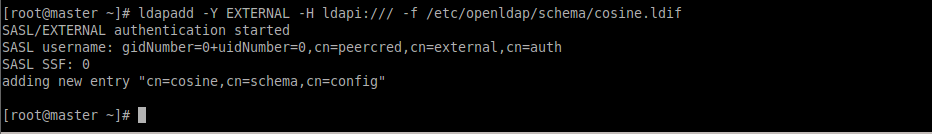 [root@master ~]# ldapadd -Y EXTERNAL -H ldapi:/// -f /etc/openldap/schema/cosine.ldif
SASL/EXTERNAL authentication started
SASL username: gidNumber=0+uidNumber=0,cn=peercred,cn=external,cn=auth
SASL SSF: 0
adding new entry "cn=cosine,cn=schema,cn=config"
[root@master ~]#